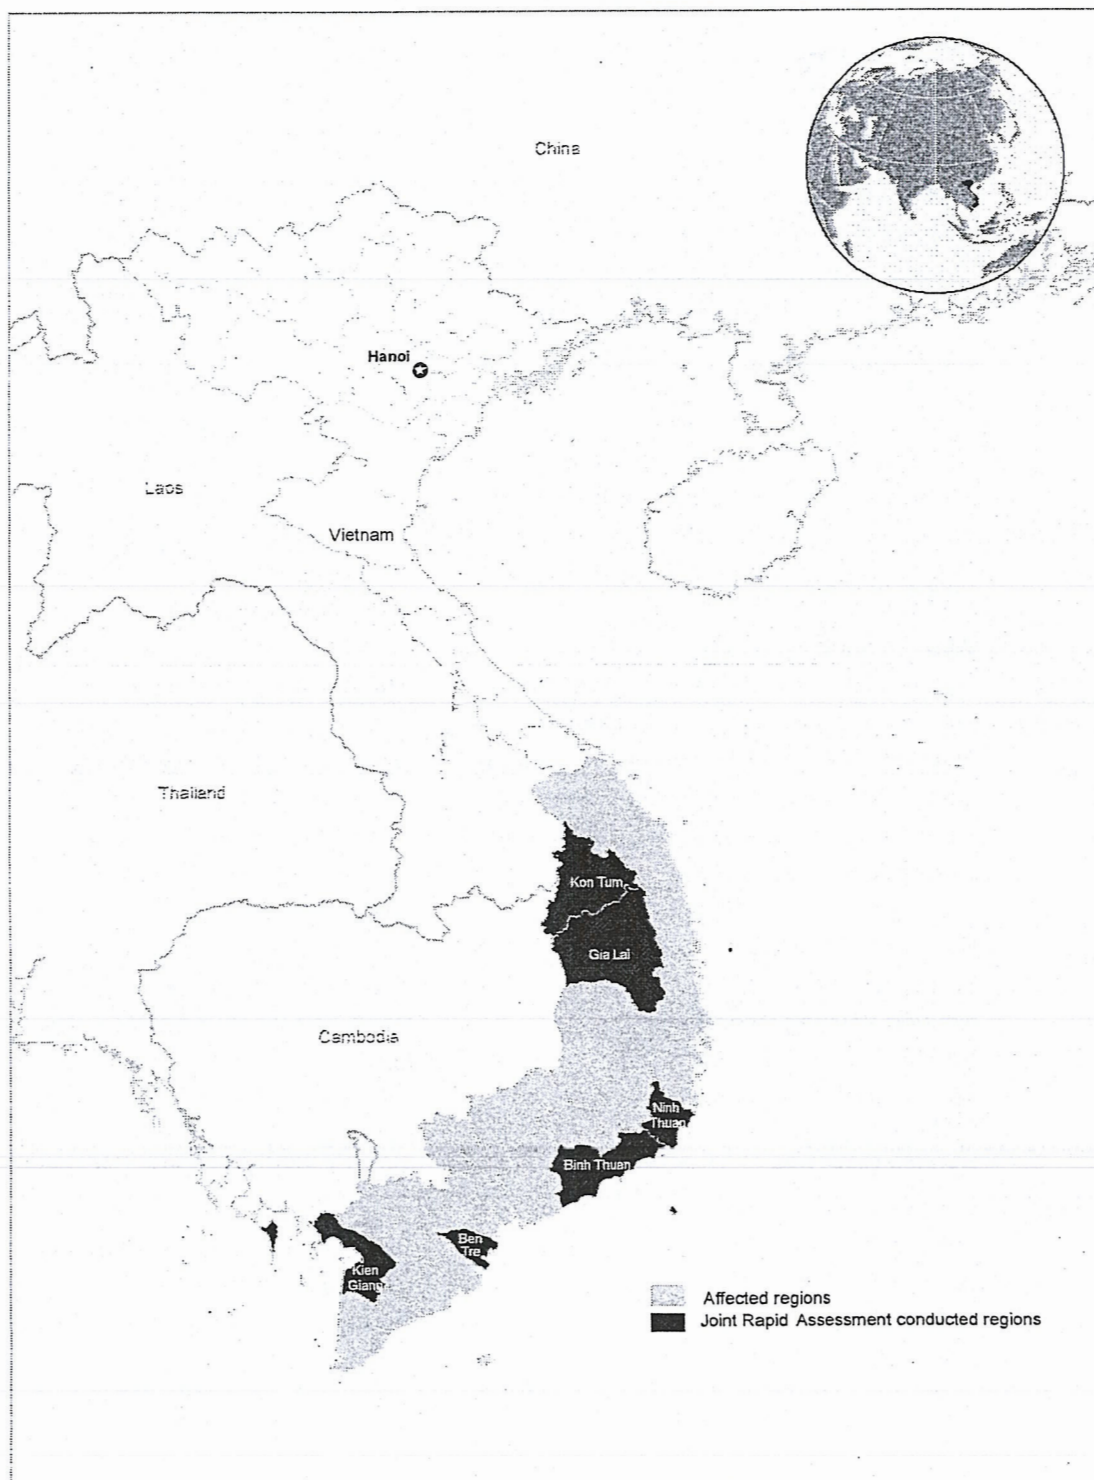 China
Hanoi
Laos
Vietnam
Thailand
Kon Tum
Gia Lai
Cambodia
Ninh
Thuan
Binh Thuan
Ben
Tre
Kien
Giang
Affected regions
Joint Rapid Assessment conducted regions